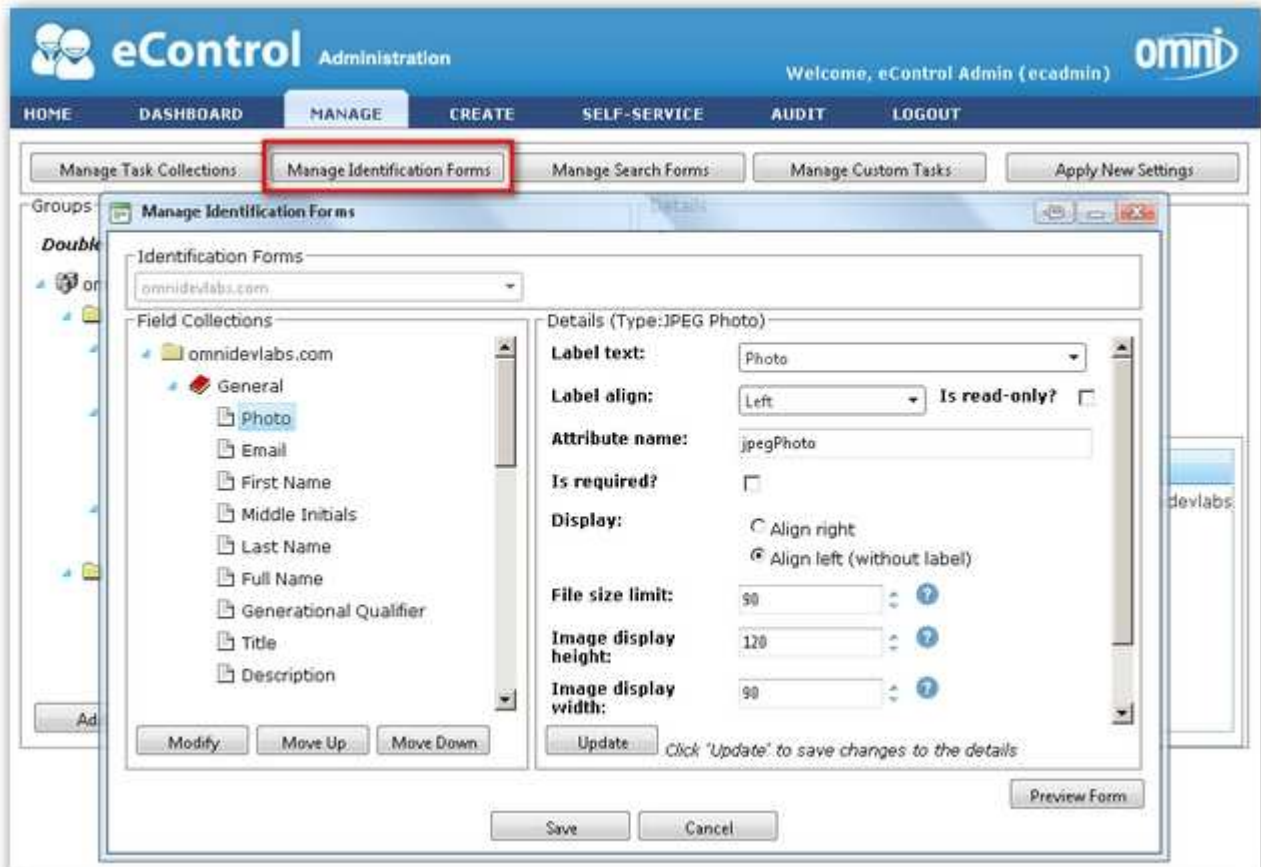 eControl Administration
omni
Welcome, eControl Admin (ecadmin)
HOME DASHBOARD MANAGE CREATE SELF-SERVICE AUDIT LOGOUT
Manage Task Collections Manage Identification Forms Manage Search Forms Manage Custom Tasks Apply New Settings
Groups Manage Identification Forms Details
Identification Forms
omnidevlabs.com
Field Collections
omnidevlabs.com
General
Photo
Email
First Name
Middle Initials
Last Name
Full Name
Generational Qualifier
Title
Description
Modify Move Up Move Down
Details (Type:JPEG Photo)
Label text: Photo
Label align: Left Is read-only?
Attribute name: jpegPhoto
Is required?
Display: Align right
Align left (without label)
File size limit: 90
Image display
height: 120
Image display
width: 90
Update Click 'Update' to save changes to the details
devlabs
Preview Form
Save Cancel